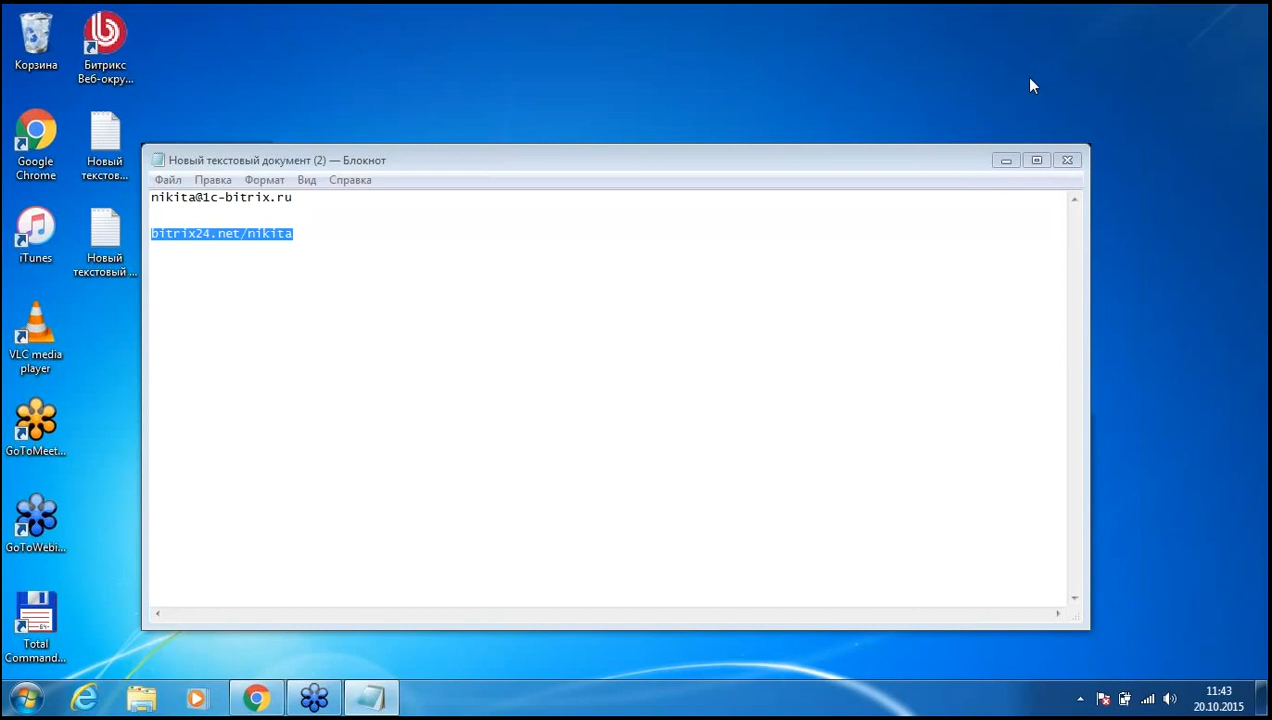 Корзина
Битрикс
Веб-окру...
Google
Chrome
Новый
текстов...
iTunes
Новый
текстовый ...
VLC media
player
GoToMeet...
GoToWebi...
Total
Command...
Новый текстовый документ (2) — Блокнот
Файл Правка Формат Вид Справка
nikita@1c-bitrix.ru
bitrix24.net/nikita
11:43
20.10.2015